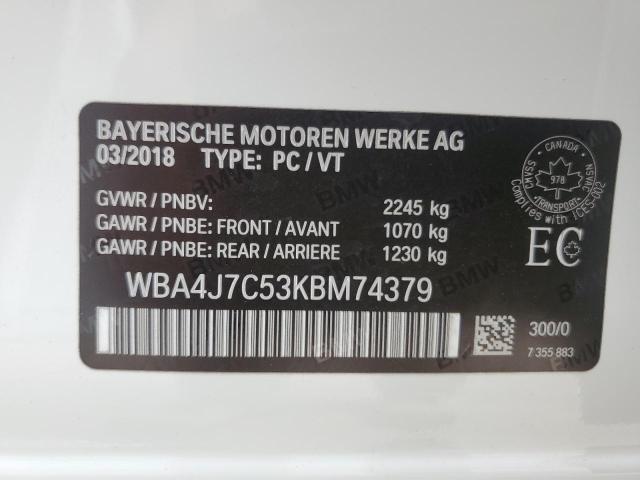 BAYERISCHE MOTOREN WERKE AG
03/2018 TYPE: PC / VT
GVWR / PNBV: 2245 kg
GAWR / PNBE: FRONT / AVANT 1070 kg
GAWR / PNBE: REAR / ARRIERE 1230 kg
WBA4J7C53KBM74379
CANADA
CMVSS
NSVAC
978
TRANSPORT
Complies with ICES-002
EC
300/0
7 355 883
BMW